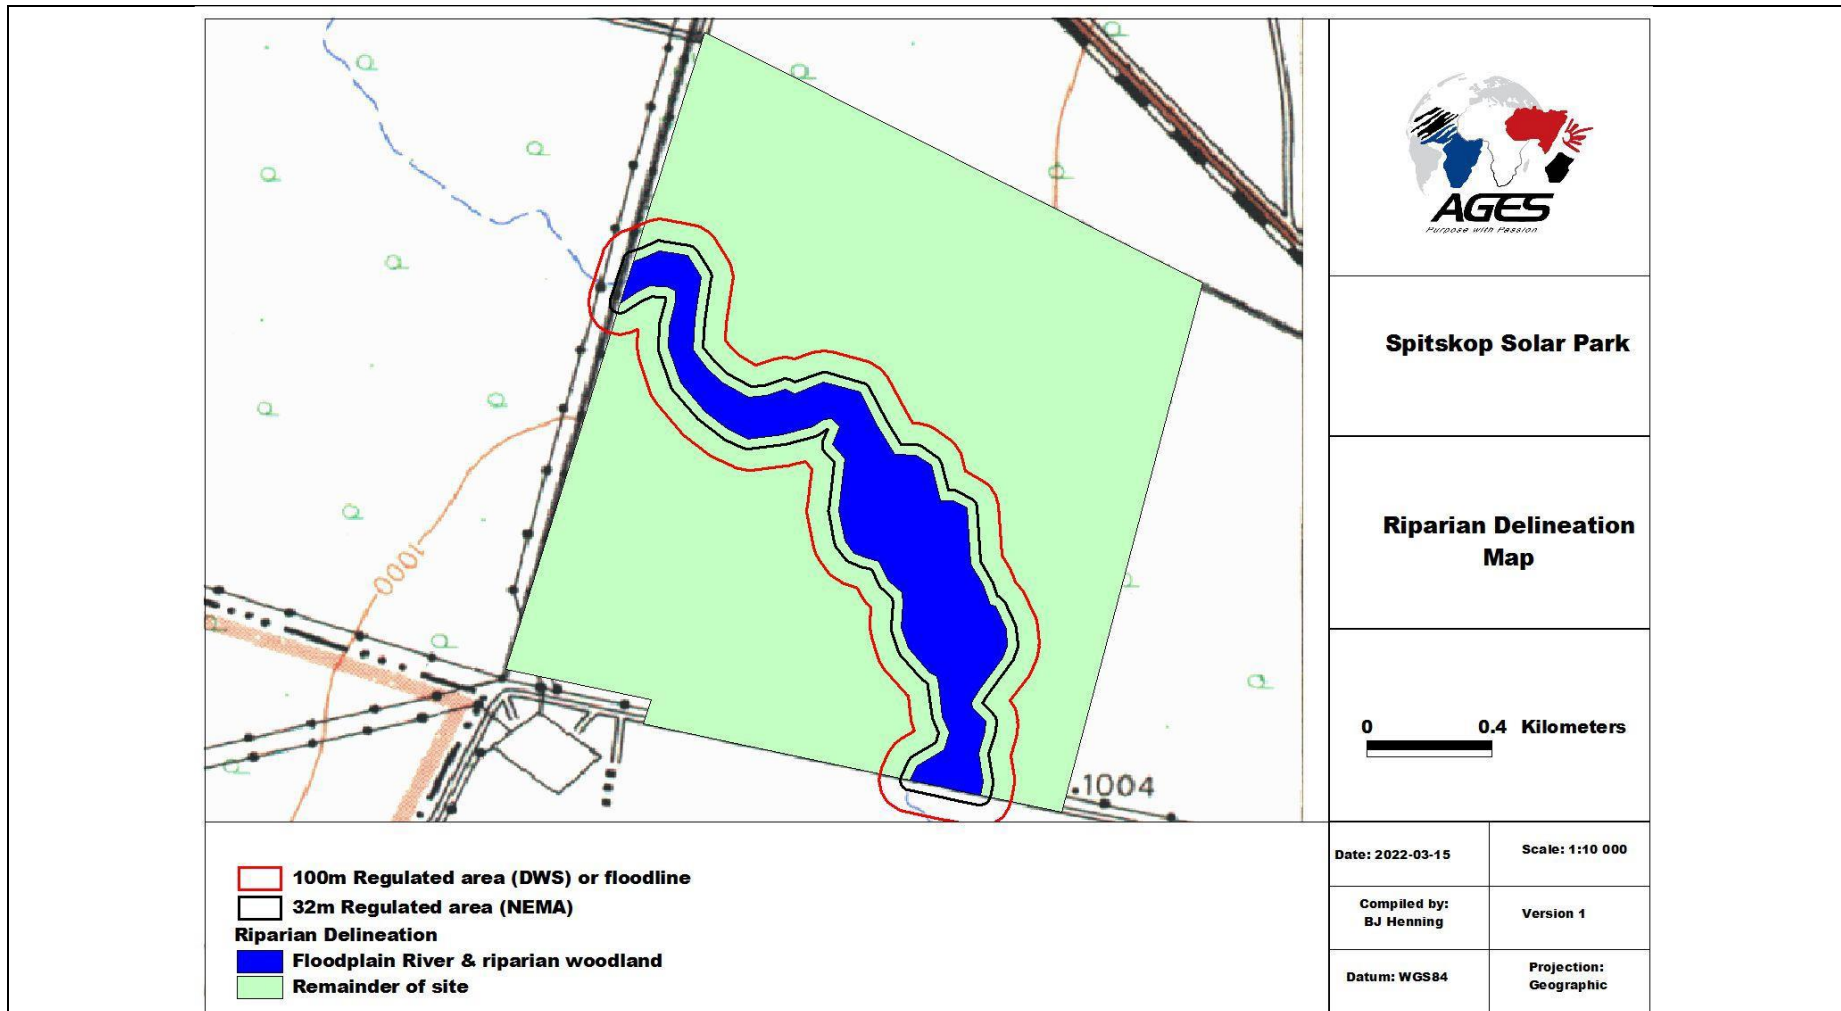 1000
.1004
AGES
Purpose with Passion
Spitskop Solar Park
Riparian Delineation
Map
0 0.4 Kilometers
Date: 2022-03-15
Scale: 1:10 000
Compiled by:
BJ Henning
Version 1
Datum: WGS84
Projection:
Geographic
100m Regulated area (DWS) or floodline
32m Regulated area (NEMA)
Riparian Delineation
Floodplain River & riparian woodland
Remainder of site